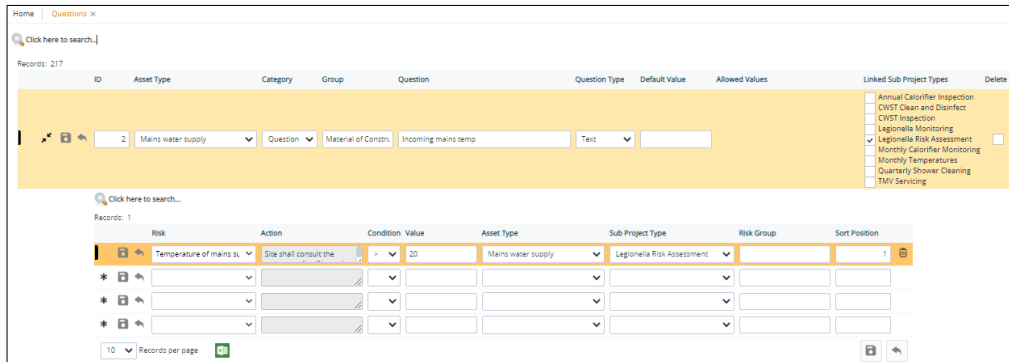 Home Questions ×
Click here to search..
Records: 217
ID Asset Type Category Group Question Question Type Default Value Allowed Values Linked Sub Project Types Delete
Annual Calorifier Inspection
CWST Clean and Disinfect
CWST Inspection
Legionella Monitoring
2 Mains water supply Question Material of Constru Incoming mains temp Text Legionella Risk Assessment
Monthly Calorifier Monitoring
Monthly Temperatures
Quarterly Shower Cleaning
TMV Servicing
Click here to search...
Records: 1
Risk Action Condition Value Asset Type Sub Project Type Risk Group Sort Position
Temperature of mains su Site shall consult the > 20 Mains water supply Legionella Risk Assessment 1
*
*
*
10 Records per page